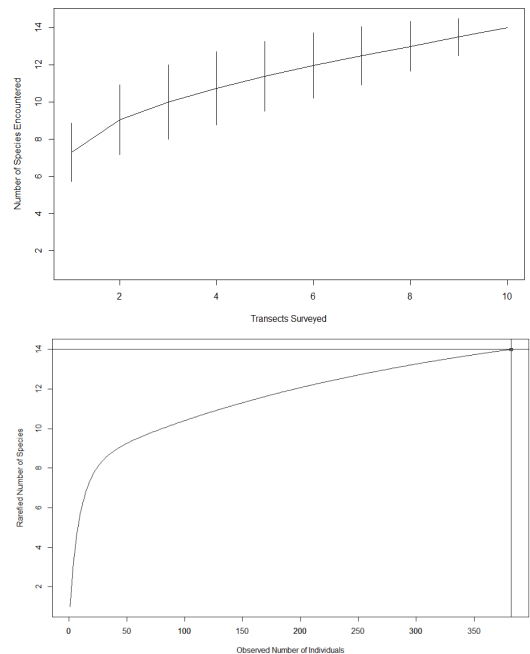 14
12
10
8
6
4
2
Number of Species Encountered
2 4 6 8 10
Transects Surveyed
14
12
10
8
6
4
2
Rarefied Number of Species
0 50 100 150 200 250 300 350
Observed Number of Individuals